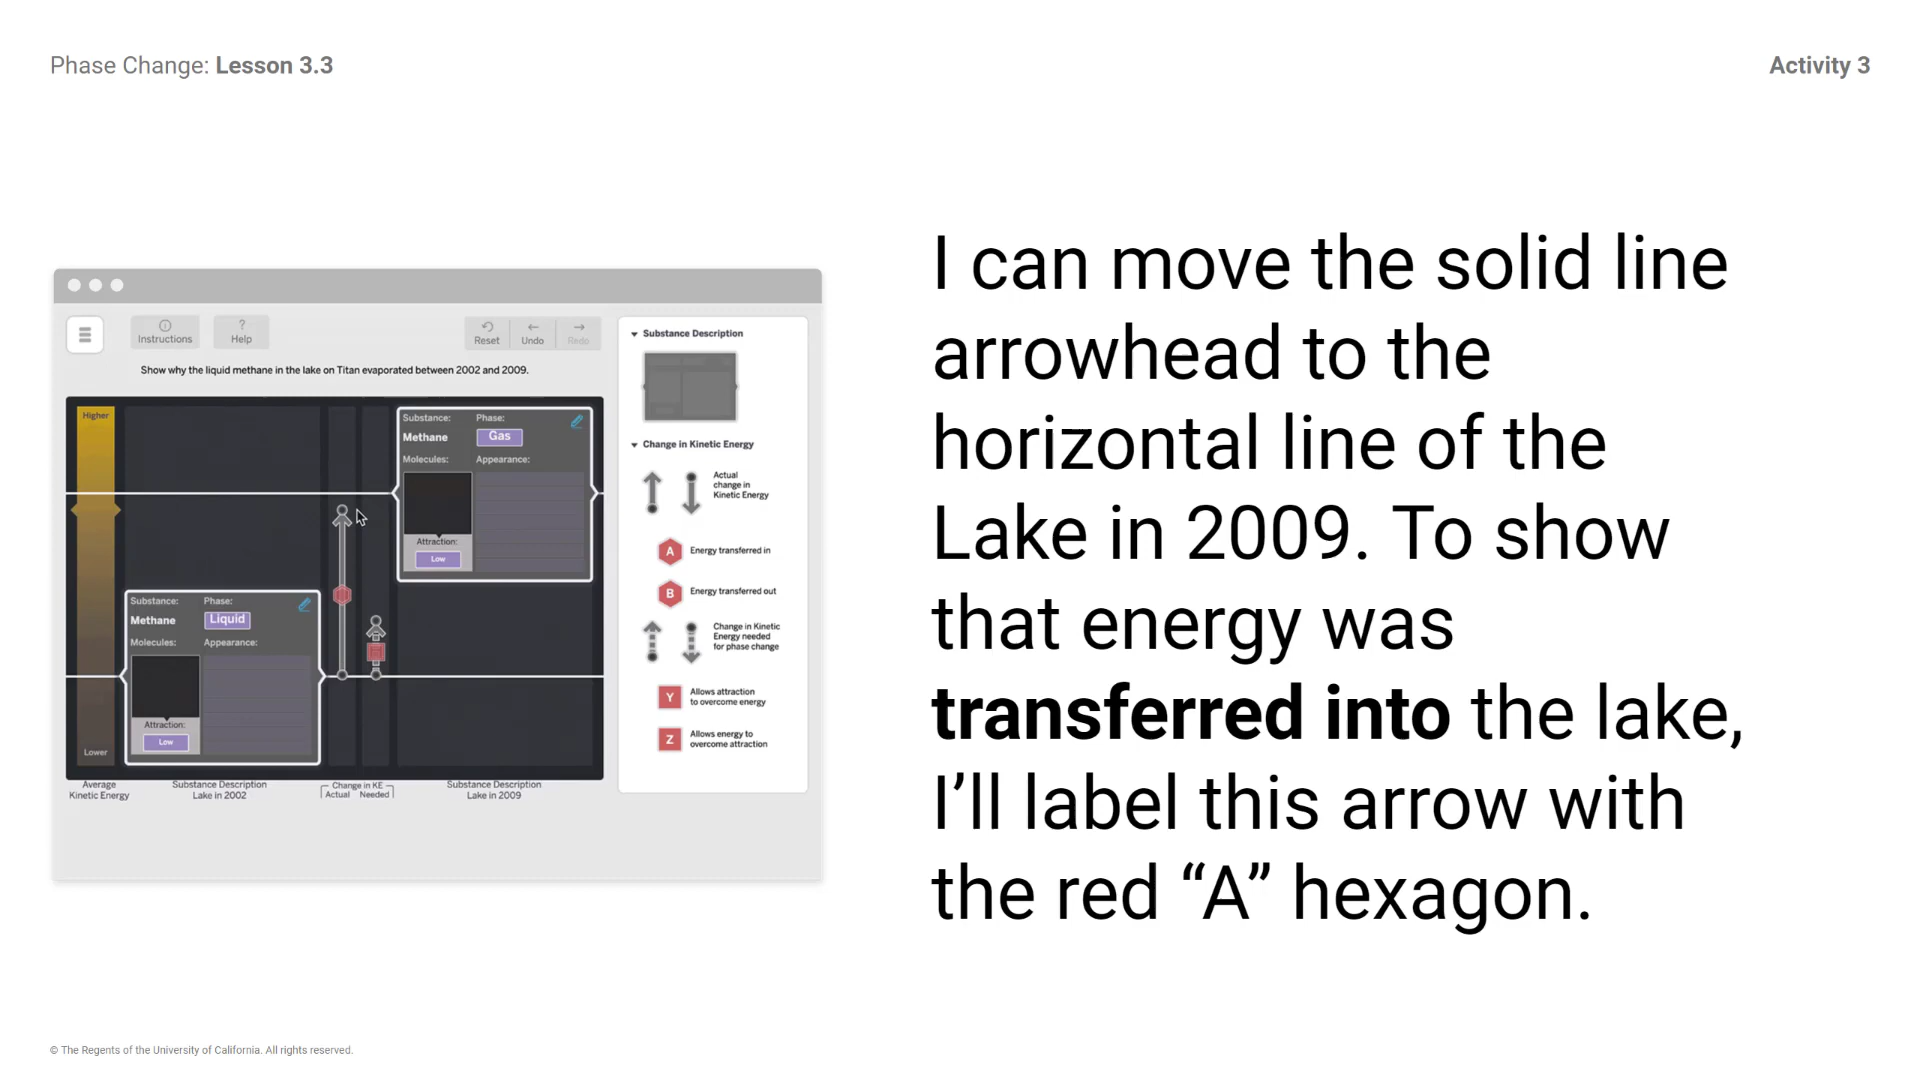 Phase Change: Lesson 3.3
Activity 3
Instructions
?
Help
Reset
Undo
Redo
Show why the liquid methane in the lake on Titan evaporated between 2002 and 2009.
Higher
Lower
Substance:
Phase:
Methane
Gas
Molecules:
Appearance:
Attraction:
Low
Substance:
Phase:
Methane
Liquid
Molecules:
Appearance:
Attraction:
Low
Average
Kinetic Energy
Substance Description
Lake in 2002
Change in KE
Actual
Needed
Substance Description
Lake in 2009
Substance Description
Change in Kinetic Energy
Actual
change in
Kinetic Energy
A
Energy transferred in
B
Energy transferred out
Change in Kinetic
Energy needed
for phase change
Y
Allows attraction
to overcome energy
Z
Allows energy to
overcome attraction
I can move the solid line
arrowhead to the
horizontal line of the
Lake in 2009. To show
that energy was
transferred into the lake,
I’ll label this arrow with
the red “A” hexagon.
© The Regents of the University of California. All rights reserved.